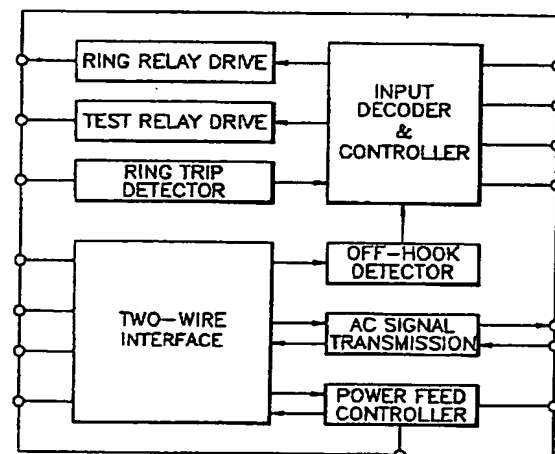 RING RELAY DRIVE
TEST RELAY DRIVE
RING TRIP
DETECTOR
INPUT
DECODER
&
CONTROLLER
OFF-HOOK
DETECTOR
TWO-WIRE
INTERFACE
AC SIGNAL
TRANSMISSION
POWER FEED
CONTROLLER